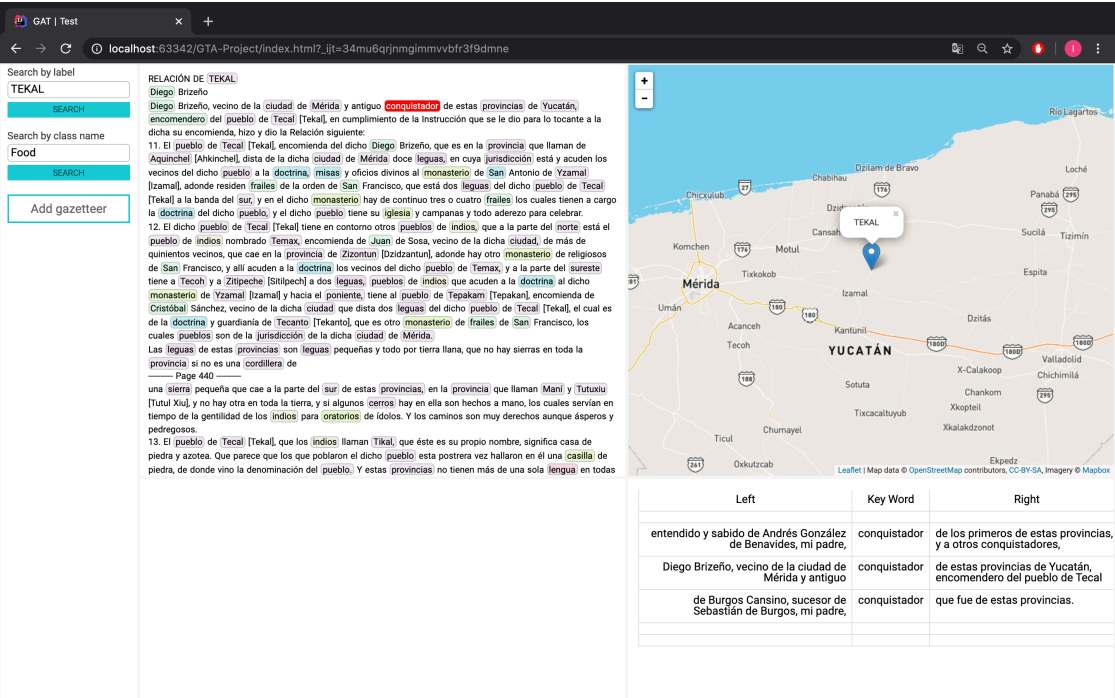 GAT | Test
localhost:63342/GTA-Project/index.html?_ijt=34mu6qrjnmgimmvvbfr3f9dmne
Search by label
TEKAL
SEARCH
Search by class name
Food
SEARCH
Add gazetteer
RELACIÓN DE TEKAL
Diego Brizeño
Diego Brizeño, vecino de la ciudad de Mérida y antiguo conquistador de estas provincias de Yucatán,
encomendero del pueblo de Tecal [Tekal], en cumplimiento de la Instrucción que se le dio para lo tocante a la
dicha su encomienda, hizo y dio la Relación siguiente:
11. El pueblo de Tecal [Tekal], encomienda del dicho Diego Brizeño, que es en la provincia que llaman de
Aquinchel [Ahkinchel], dista de la dicha ciudad de Mérida doce leguas, en cuya jurisdicción está y acuden los
vecinos del dicho pueblo a la doctrina, misas y oficios divinos al monasterio de San Antonio de Yzamal
[Izamal], adonde residen frailes de la orden de San Francisco, que está dos leguas del dicho pueblo de Tecal
[Tekal] a la banda del sur, y en el dicho monasterio hay de continuo tres o cuatro frailes los cuales tienen a cargo
la doctrina del dicho pueblo, y el dicho pueblo tiene su iglesia y campanas y todo aderezo para celebrar.
12. El dicho pueblo de Tecal [Tekal] tiene en contorno otros pueblos de indios, que a la parte del norte está el
pueblo de indios nombrado Temax, encomienda de Juan de Sosa, vecino de la dicha ciudad, de más de
quinientos vecinos, que cae en la provincia de Zizontun [Dzidzantun], adonde hay otro monasterio de religiosos
de San Francisco, y allí acuden a la doctrina los vecinos del dicho pueblo de Temax, y a la parte del sureste
tiene a Tecoh y a Zitipeche [Sitilpech] a dos leguas, pueblos de indios que acuden a la doctrina al dicho
monasterio de Yzamal [Izamal] y hacia el poniente, tiene al pueblo de Tepakam [Tepakan], encomienda de
Cristóbal Sánchez, vecino de la dicha ciudad que dista dos leguas del dicho pueblo de Tecal [Tekal], el cual es
de la doctrina y guardianía de Tecanto [Tekanto], que es otro monasterio de frailes de San Francisco, los
cuales pueblos son de la jurisdicción de la dicha ciudad de Mérida.
Las leguas de estas provincias son leguas pequeñas y todo por tierra llana, que no hay sierras en toda la
provincia si no es una cordillera de
---------- Page 440 ----------
una sierra pequeña que cae a la parte del sur de estas provincias, en la provincia que llaman Maní y Tutuxiu
[Tutul Xiu], y no hay otra en toda la tierra, y si algunos cerros hay en ella son hechos a mano, los cuales servían en
tiempo de la gentilidad de los indios para oratorios de ídolos. Y los caminos son muy derechos aunque ásperos y
pedregosos.
13. El pueblo de Tecal [Tekal], que los indios llaman Tikal, que éste es su propio nombre, significa casa de
piedra y azotea. Que parece que los que poblaron el dicho pueblo esta postrera vez hallaron en él una casilla de
piedra, de donde vino la denominación del pueblo. Y estas provincias no tienen más de una sola lengua en todas
+
-
Río Lagartos
Dzilam de Bravo
Loché
Chabihau
Chicxulub
27
176
Panabá
295
295
TEKAL
×
Sucilá
Tizimín
Komchen
176
Motul
Tixkokob
Espita
Mérida
Izamal
Umán
180
180
Dzitás
Acanceh
Kantunil
Tecoh
YUCATÁN
180D
180D
180D
Valladolid
X-Calakoop
Chichimilá
188
Sotuta
Chankom
295
Xkopteil
Tixcacaltuyub
Chumayel
Xkalakdzonot
Ticul
261
Oxkutzcab
Ekpedz
Leaflet | Map data © OpenStreetMap contributors, CC-BY-SA, Imagery © Mapbox
Left Key Word Right
entendido y sabido de Andrés González de Benavides, mi padre, conquistador de los primeros de estas provincias, y a otros conquistadores,
Diego Brizeño, vecino de la ciudad de Mérida y antiguo conquistador de estas provincias de Yucatán, encomendero del pueblo de Tecal
de Burgos Cansino, sucesor de Sebastián de Burgos, mi padre, conquistador que fue de estas provincias.